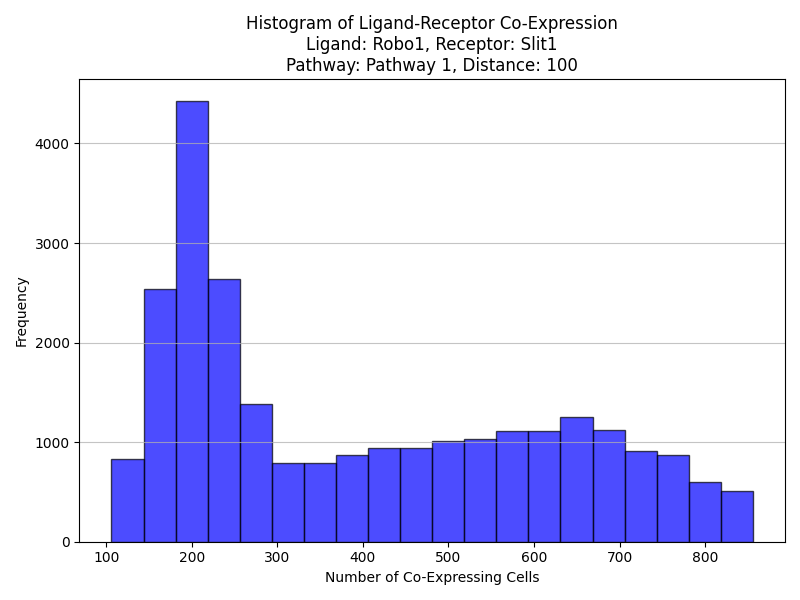 Histogram of Ligand-Receptor Co-Expression
Ligand: Robo1, Receptor: Slit1
Pathway: Pathway 1, Distance: 100
4000
3000
2000
1000
0
Frequency
100 200 300 400 500 600 700 800
Number of Co-Expressing Cells